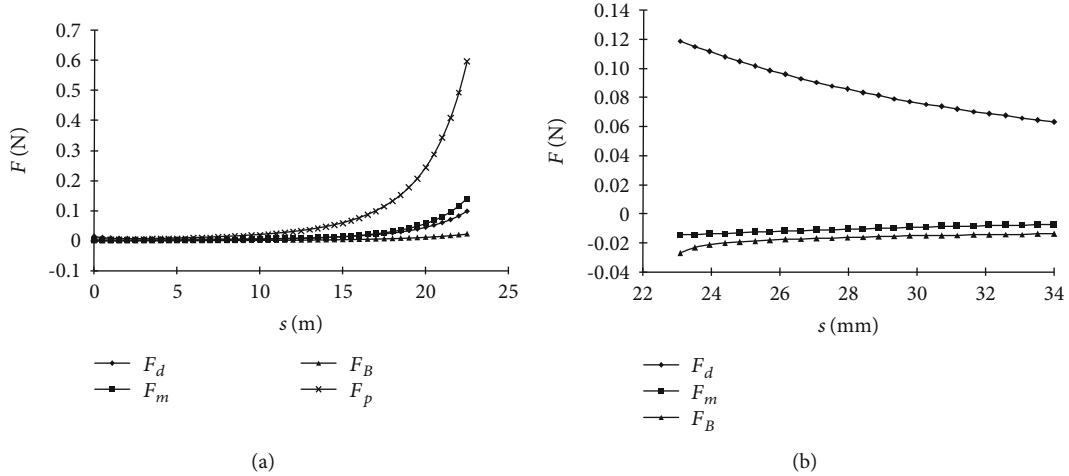 0.7
0.6
0.5
0.4
0.3
0.2
0.1
0
-0.1
F (N)
0 5 10 15 20 25
s (m)
F_d
F_m
F_B
F_p
(a)
0.14
0.12
0.10
0.08
0.06
0.04
0.02
0
-0.02
-0.04
F (N)
22 24 26 28 30 32 34
s (mm)
F_d
F_m
F_B
(b)